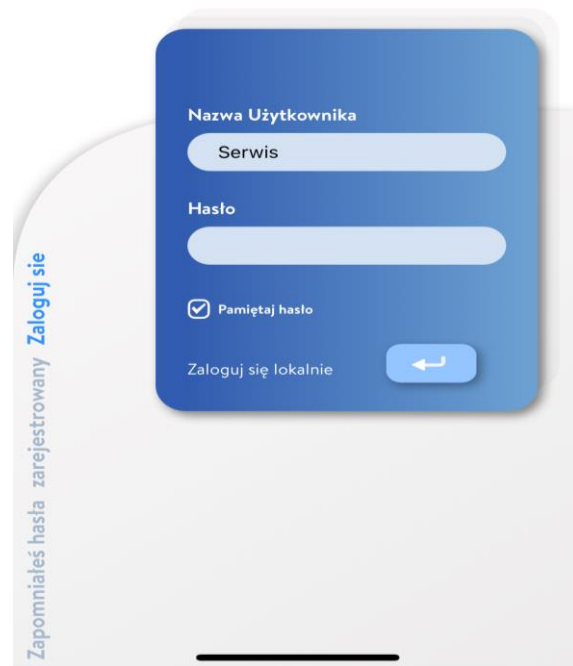 Nazwa Użytkownika
Serwis
Hasło
Pamiętaj hasło
Zaloguj się lokalnie
Zaloguj sie
zarejestrowany
Zapomniałeś hasła